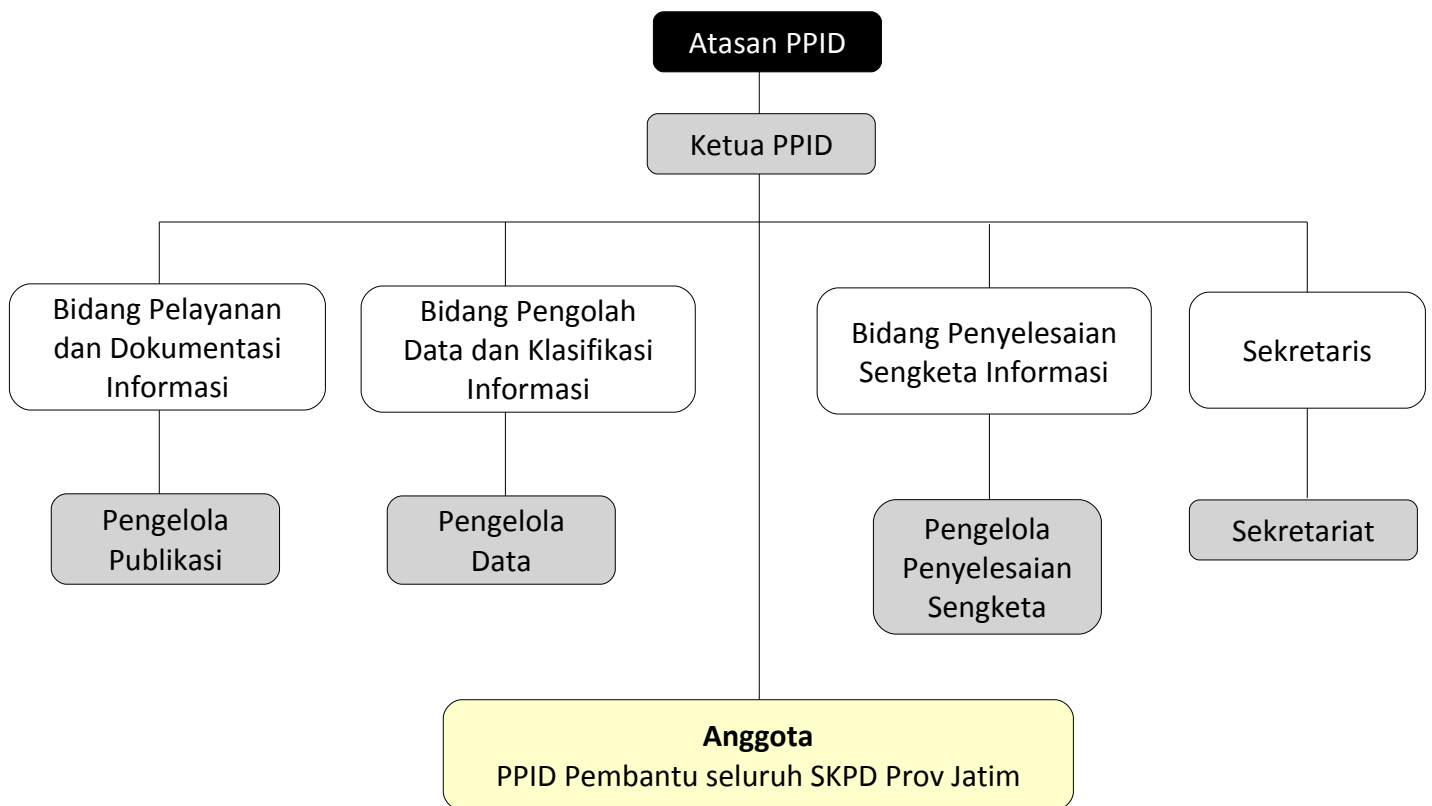 Atasan PPID
Ketua PPID
Bidang Pelayanan
dan Dokumentasi
Informasi
Bidang Pengolah
Data dan Klasifikasi
Informasi
Bidang Penyelesaian
Sengketa Informasi
Sekretaris
Pengelola
Publikasi
Pengelola
Data
Pengelola
Penyelesaian
Sengketa
Sekretariat
Anggota
PPID Pembantu seluruh SKPD Prov Jatim